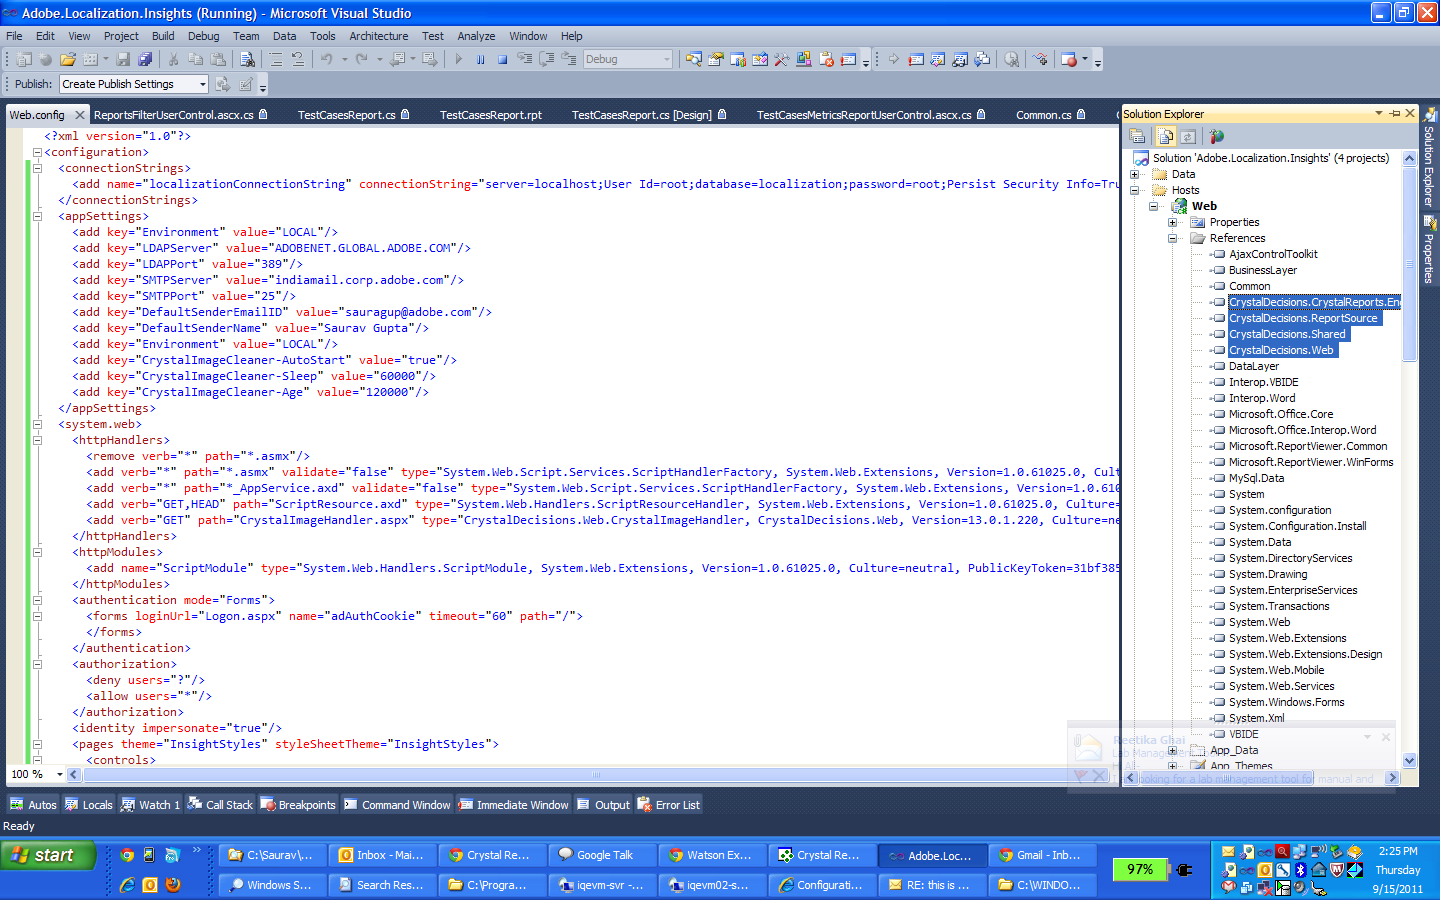 Adobe.Localization.Insights (Running) - Microsoft Visual Studio
File Edit View Project Build Debug Team Data Tools Architecture Test Analyze Window Help
Debug
Publish: Create Publish Settings
Web.config ReportsFilterUserControl.ascx.cs TestCasesReport.cs TestCasesReport.rpt TestCasesReport.cs [Design] TestCasesMetricsReportUserControl.ascx.cs Common.cs
<?xml version="1.0"?>
<configuration>
<connectionStrings>
<add name="localizationConnectionString" connectionString="server=localhost;User Id=root;database=localization;password=root;Persist Security Info=Tru
</connectionStrings>
<appSettings>
<add key="Environment" value="LOCAL"/>
<add key="LDAPServer" value="ADOBENET.GLOBAL.ADOBE.COM"/>
<add key="LDAPPort" value="389"/>
<add key="SMTPServer" value="indiamail.corp.adobe.com"/>
<add key="SMTPPort" value="25"/>
<add key="DefaultSenderEmailID" value="sauragup@adobe.com"/>
<add key="DefaultSenderName" value="Saurav Gupta"/>
<add key="Environment" value="LOCAL"/>
<add key="CrystalImageCleaner-AutoStart" value="true"/>
<add key="CrystalImageCleaner-Sleep" value="60000"/>
<add key="CrystalImageCleaner-Age" value="120000"/>
</appSettings>
<system.web>
<httpHandlers>
<remove verb="*" path="*.asmx"/>
<add verb="*" path="*.asmx" validate="false" type="System.Web.Script.Services.ScriptHandlerFactory, System.Web.Extensions, Version=1.0.61025.0, Cult
<add verb="*" path="*_AppService.axd" validate="false" type="System.Web.Script.Services.ScriptHandlerFactory, System.Web.Extensions, Version=1.0.610
<add verb="GET,HEAD" path="ScriptResource.axd" type="System.Web.Handlers.ScriptResourceHandler, System.Web.Extensions, Version=1.0.61025.0, Culture=
<add verb="GET" path="CrystalImageHandler.aspx" type="CrystalDecisions.Web.CrystalImageHandler, CrystalDecisions.Web, Version=13.0.1.220, Culture=ne
</httpHandlers>
<httpModules>
<add name="ScriptModule" type="System.Web.Handlers.ScriptModule, System.Web.Extensions, Version=1.0.61025.0, Culture=neutral, PublicKeyToken=31bf385
</httpModules>
<authentication mode="Forms">
<forms loginUrl="Logon.aspx" name="adAuthCookie" timeout="60" path="/">
</forms>
</authentication>
<authorization>
<deny users="?"/>
<allow users="*"/>
</authorization>
<identity impersonate="true"/>
<pages theme="InsightStyles" styleSheetTheme="InsightStyles">
<controls>
100 %
Solution Explorer
Solution 'Adobe.Localization.Insights' (4 projects)
Data
Hosts
Web
Properties
References
AjaxControlToolkit
BusinessLayer
Common
CrystalDecisions.CrystalReports.Eng
CrystalDecisions.ReportSource
CrystalDecisions.Shared
CrystalDecisions.Web
DataLayer
Interop.VBIDE
Interop.Word
Microsoft.Office.Core
Microsoft.Office.Interop.Word
Microsoft.ReportViewer.Common
Microsoft.ReportViewer.WinForms
MySql.Data
System
System.configuration
System.Configuration.Install
System.Data
System.DirectoryServices
System.Drawing
System.EnterpriseServices
System.Transactions
System.Web
System.Web.Extensions
System.Web.Extensions.Design
System.Web.Mobile
System.Web.Services
System.Windows.Forms
System.Xml
VBIDE
App_Data
App_Themes
Reetika Ghai
Lab Management
looking for a lab management tool for manual and
Solution Explorer
Properties
Autos Locals Watch 1 Call Stack Breakpoints Command Window Immediate Window Output Error List
Ready
start
C:\Saurav\... Inbox - Mai... Crystal Re... Google Talk Watson Ex... Crystal Re... Adobe.Loc... Gmail - Inb...
Windows S... Search Res... C:\Progra... iqevm-svr -... iqevm02-s... Configurati... RE: this is ... C:\WINDO...
97%
2:25 PM
Thursday
9/15/2011